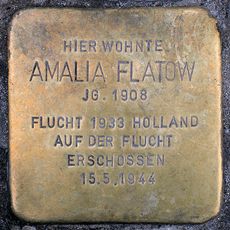 HIER WOHNTE
AMALIA FLATOW
JG. 1908
FLUCHT 1933 HOLLAND
AUF DER FLUCHT
ERSCHOSSEN
15.5.1944